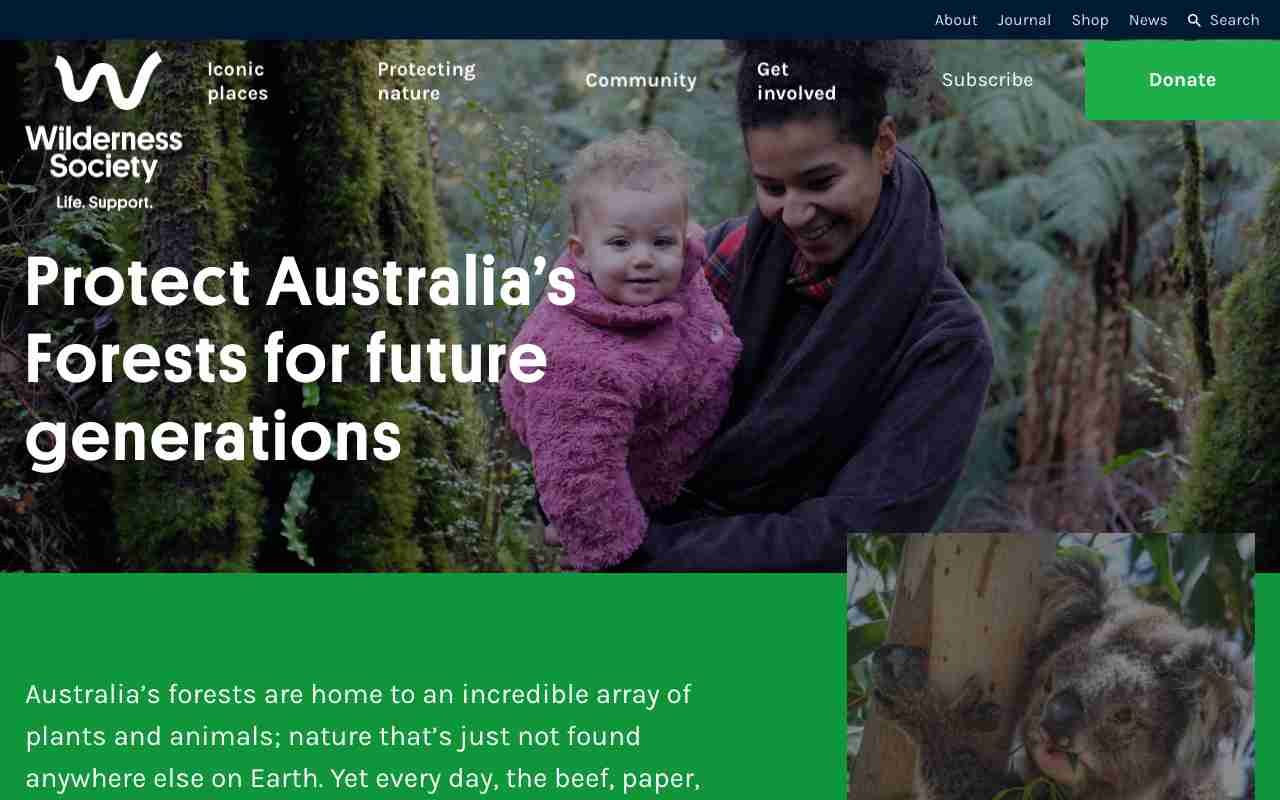 About Journal Shop News Search
Iconic places
Protecting nature
Community
Get involved
Subscribe
Donate
Wilderness
Society
Life. Support.
Protect Australia’s
Forests for future
generations
Australia’s forests are home to an incredible array of
plants and animals; nature that’s just not found
anywhere else on Earth. Yet every day, the beef, paper,